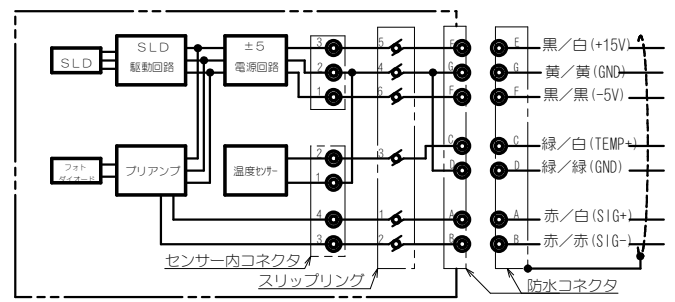 SLD
SLD
駆動回路
±5
電源回路
フォト
ダイオード
プリアンプ
温度センサー
3
2
1
2
1
4
3
5
4
6
3
1
2
E
G
F
C
D
A
B
E
G
F
C
D
A
B
黒／白(+15V)
黄／黄(GND)
黒／黒(-5V)
緑／白(TEMP+)
緑／緑(GND)
赤／白(SIG+)
赤／赤(SIG-)
センサー内コネクタ
スリップリング
防水コネクタ